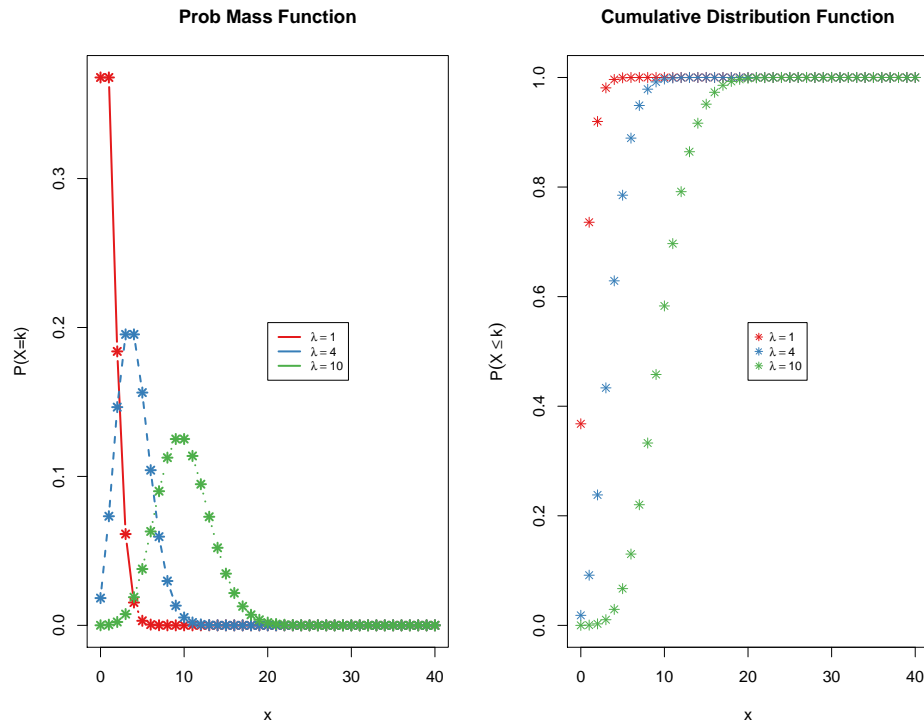 Prob Mass Function
P(X=k)
0.3
0.2
0.1
0.0
λ = 1
λ = 4
λ = 10
0 10 20 30 40
x
Cumulative Distribution Function
P(X ≤ k)
1.0
0.8
0.6
0.4
0.2
0.0
λ = 1
λ = 4
λ = 10
0 10 20 30 40
x